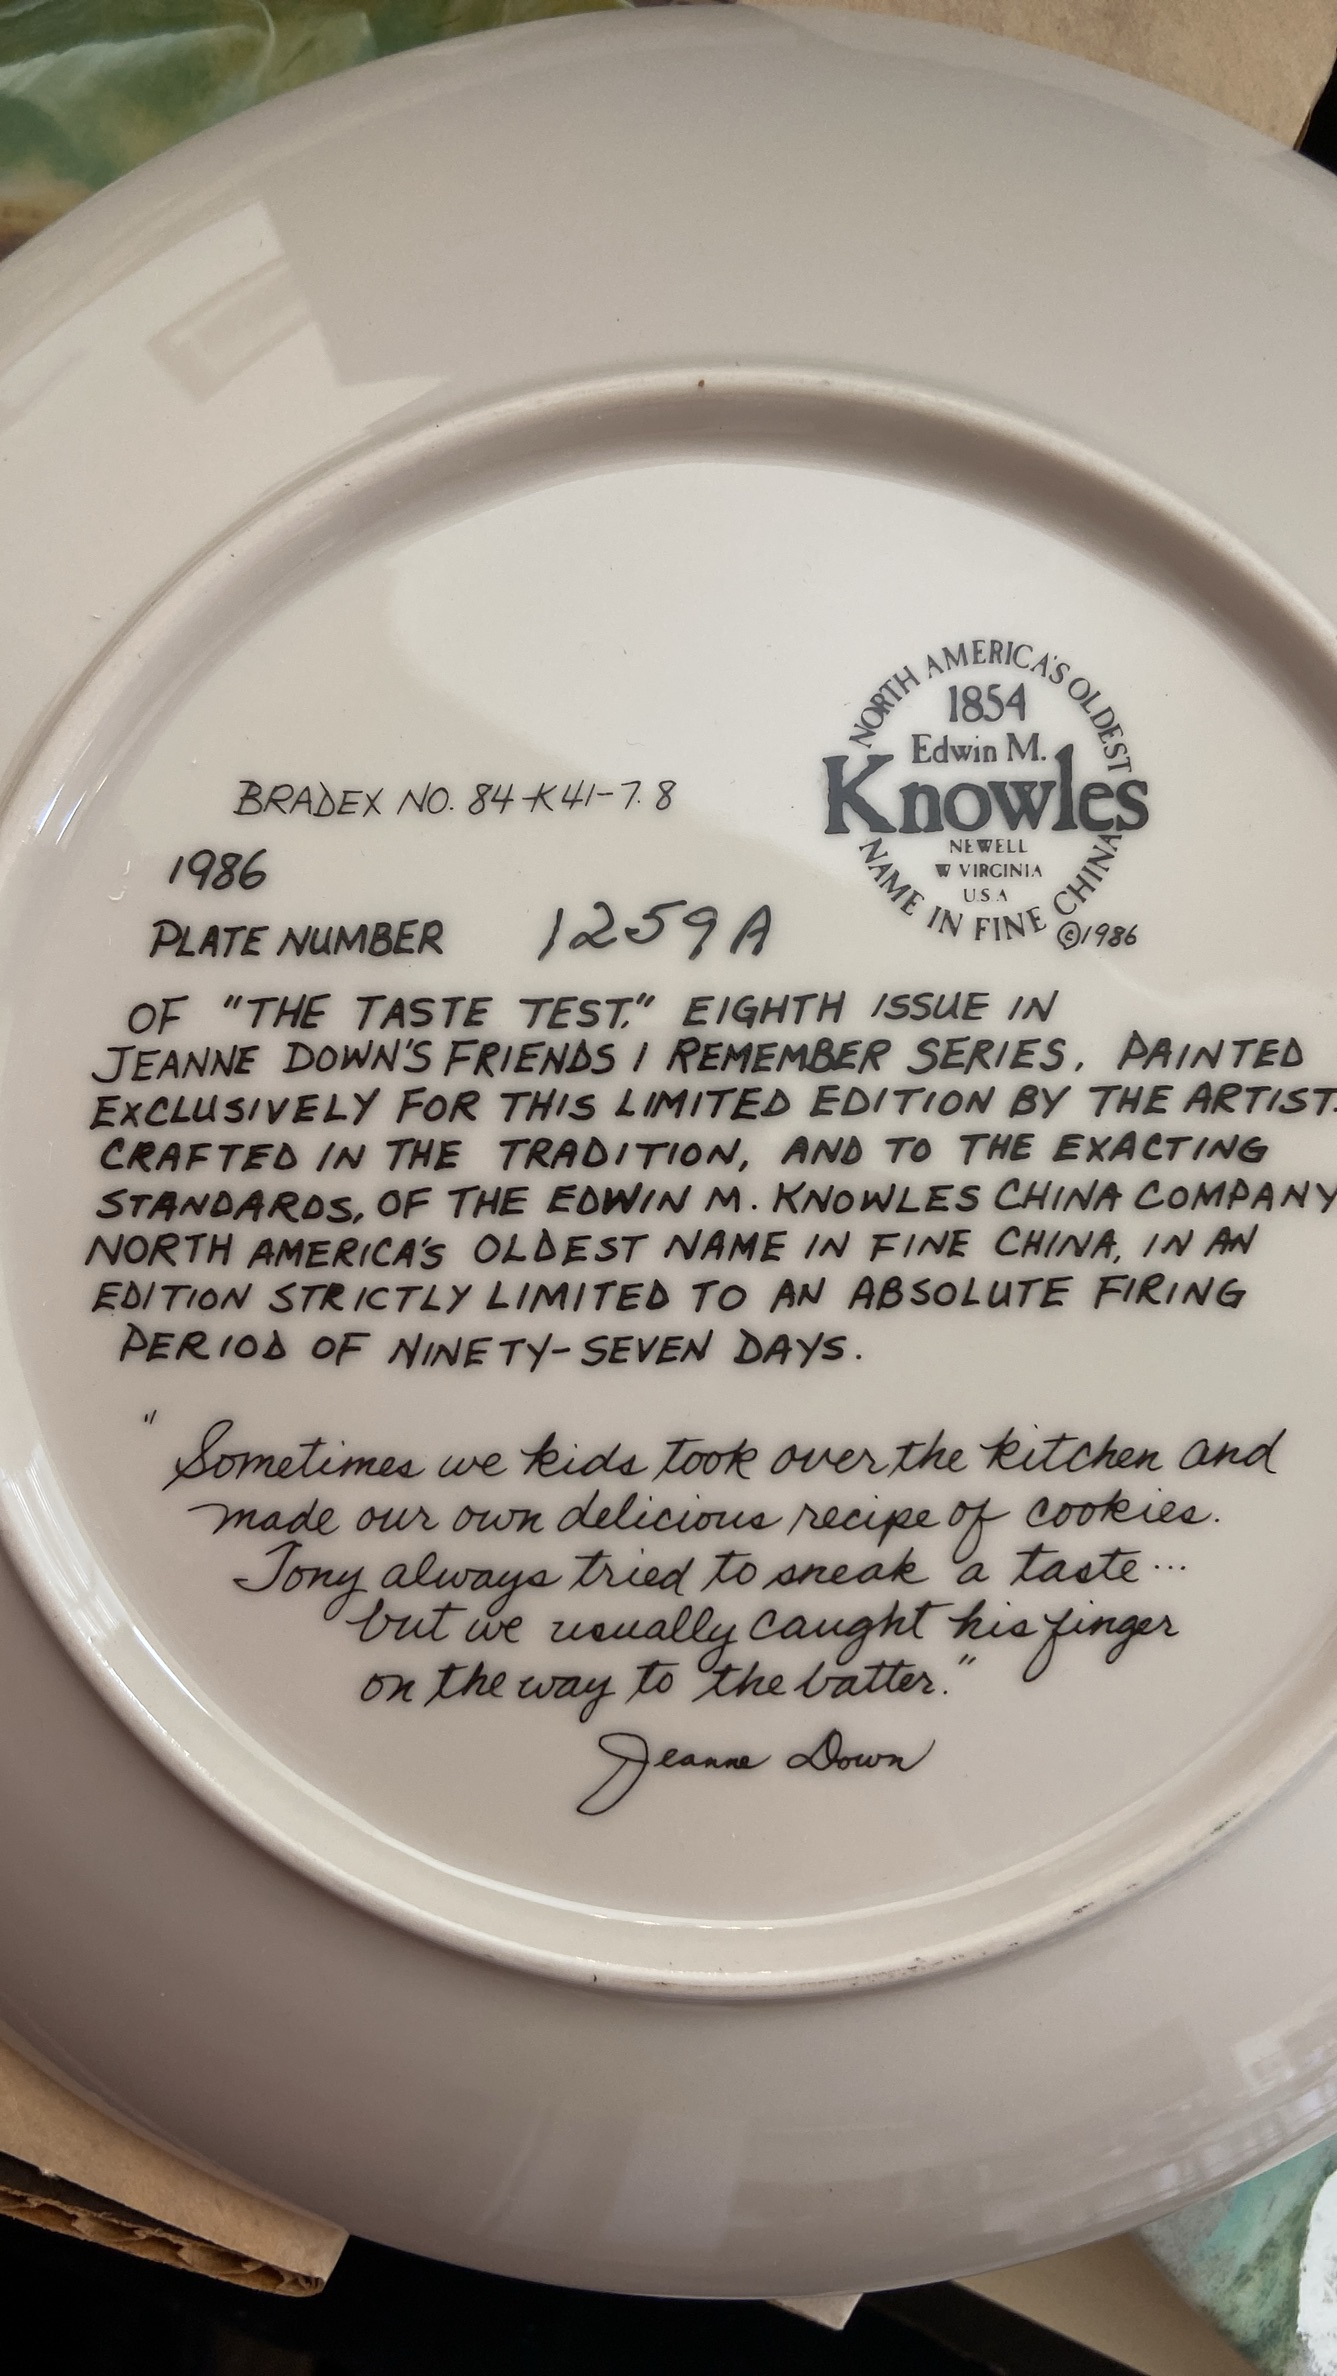 NORTH AMERICA'S OLDEST
1854
Edwin M.
Knowles
NEWELL
W VIRGINIA
U.S.A
NAME IN FINE CHINA
©1986
BRADEX NO. 84-K41-7.8
1986
PLATE NUMBER 1259A
OF "THE TASTE TEST," EIGHTH ISSUE IN
JEANNE DOWN'S FRIENDS I REMEMBER SERIES, PAINTED
EXCLUSIVELY FOR THIS LIMITED EDITION BY THE ARTIST.
CRAFTED IN THE TRADITION, AND TO THE EXACTING
STANDARDS, OF THE EDWIN M. KNOWLES CHINA COMPANY
NORTH AMERICA'S OLDEST NAME IN FINE CHINA, IN AN
EDITION STRICTLY LIMITED TO AN ABSOLUTE FIRING
PERIOD OF NINETY-SEVEN DAYS.
"Sometimes we kids took over the kitchen and
made our own delicious recipe of cookies.
Tony always tried to sneak a taste...
but we usually caught his finger
on the way to the batter."
Jeanne Down